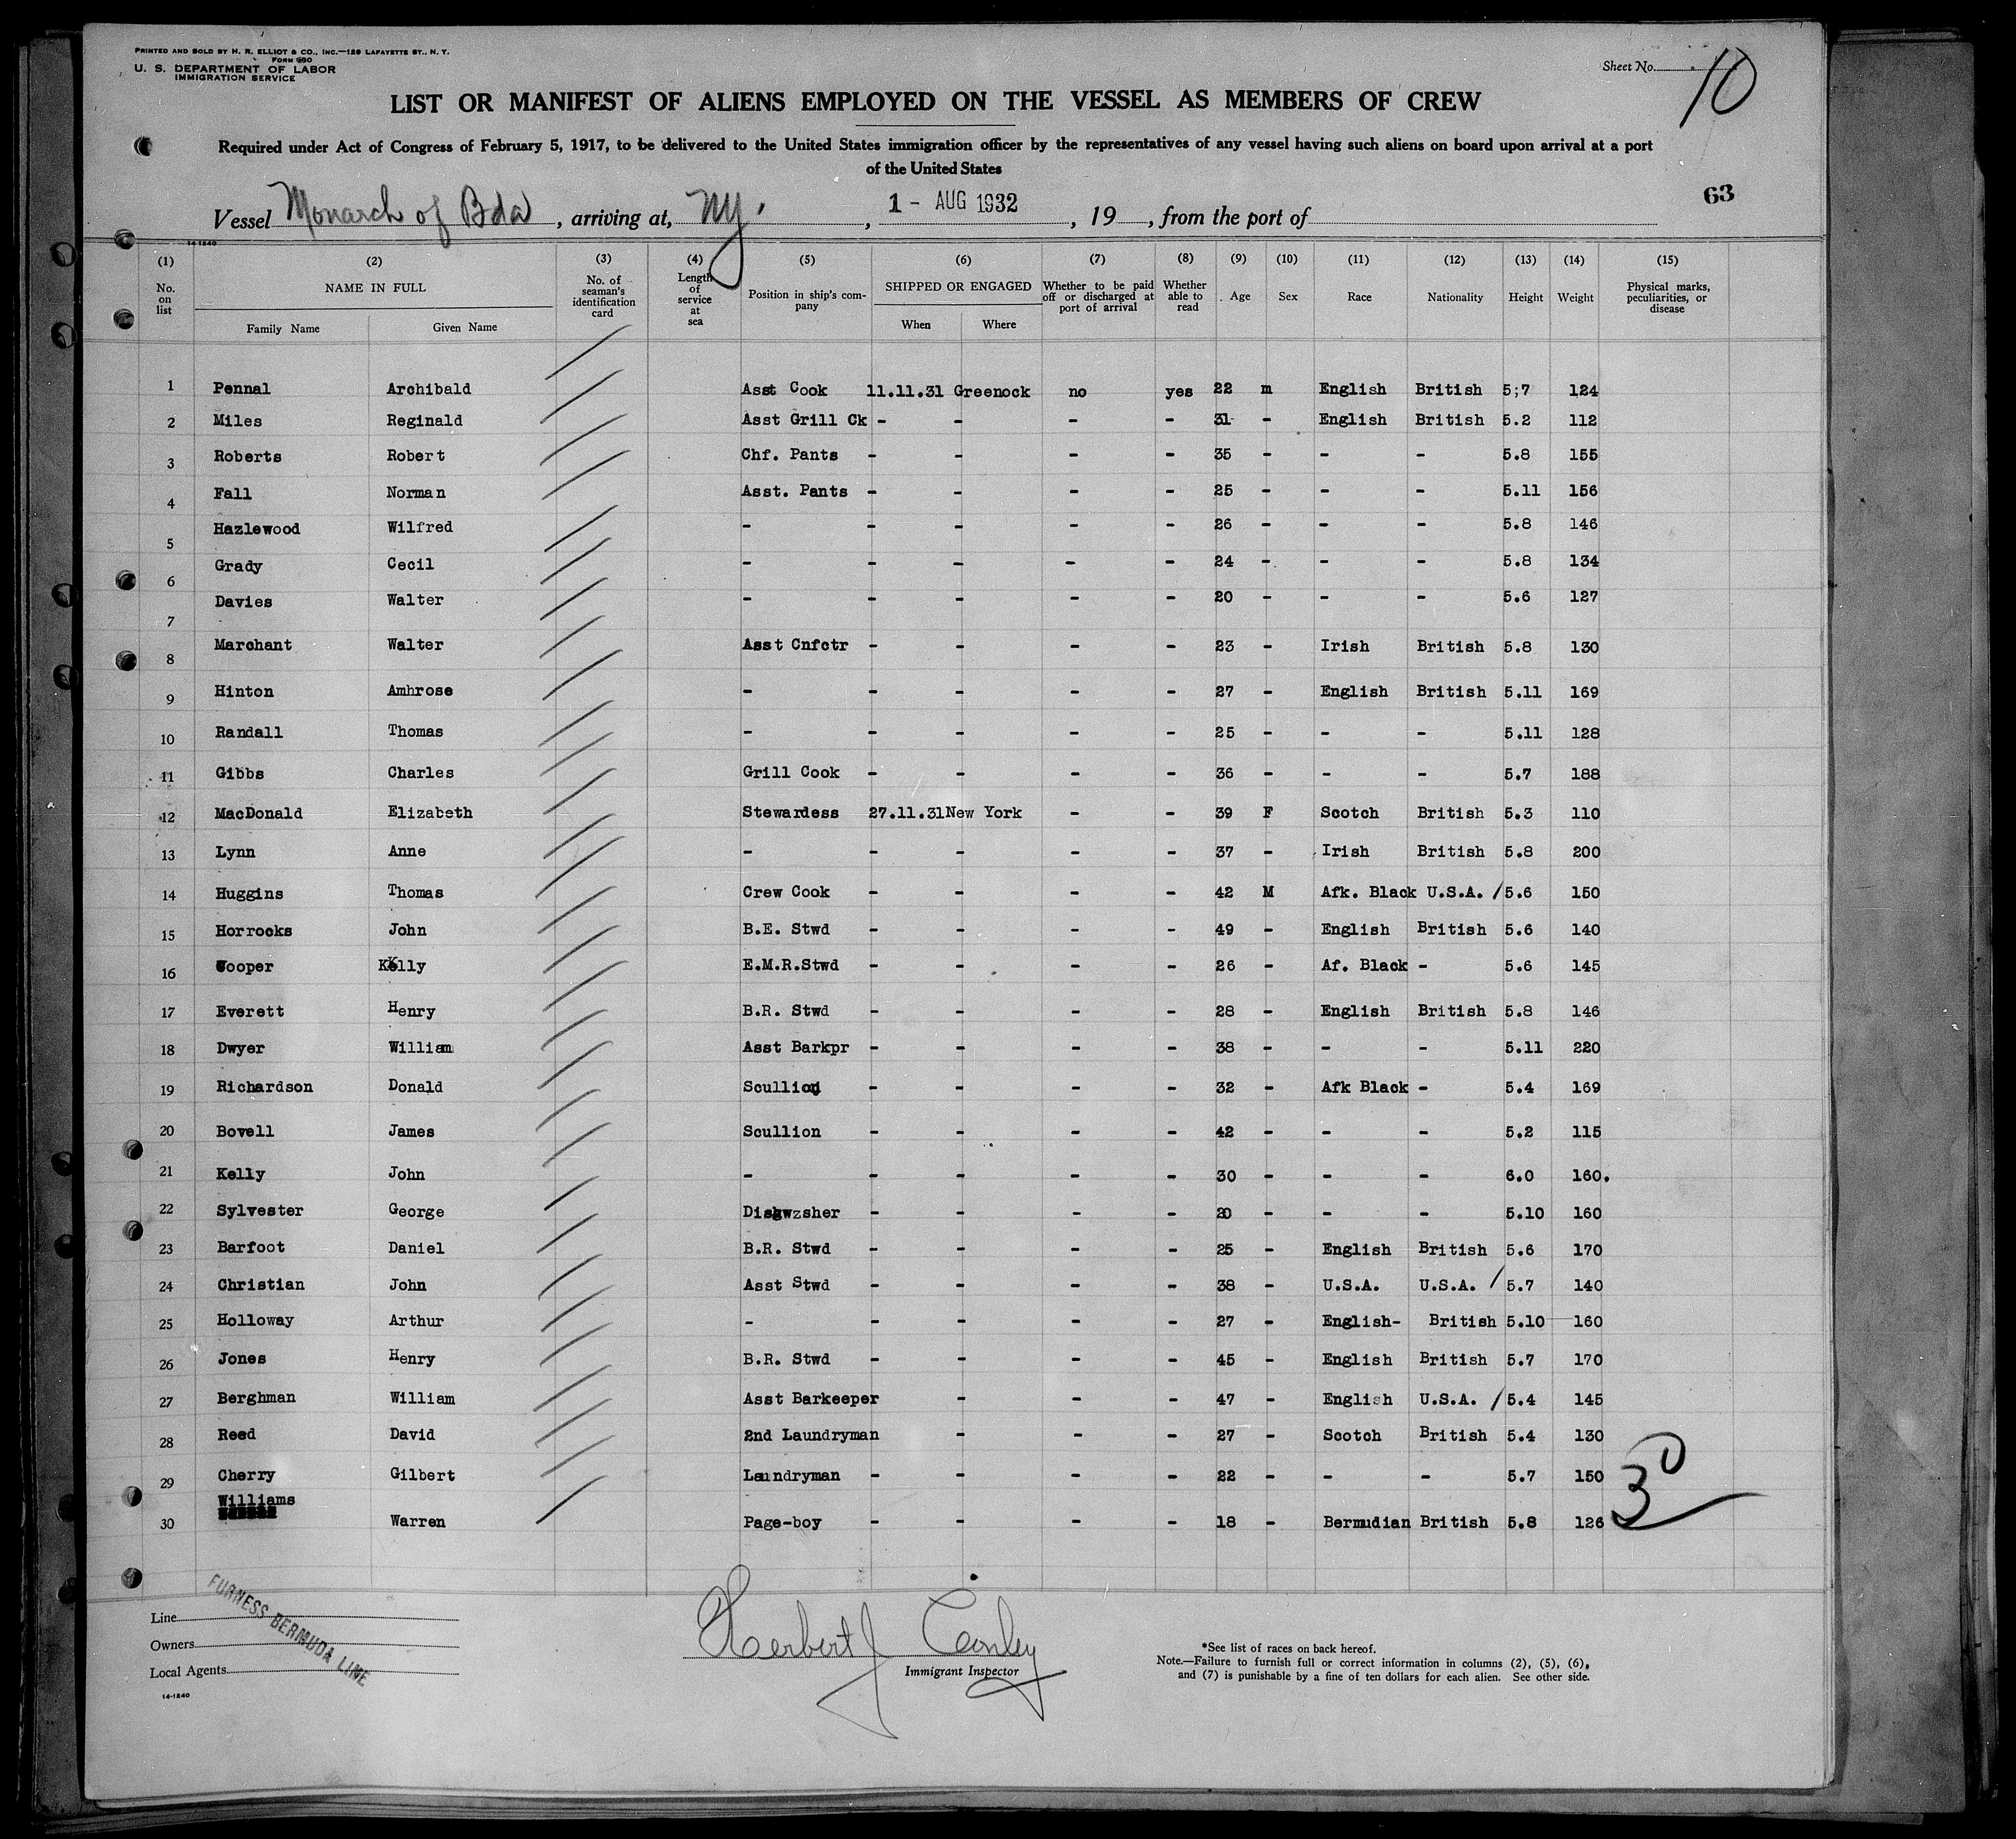 PRINTED AND SOLD BY H. R. ELLIOT & CO., INC.—129 LAFAYETTE ST., N. Y.
FORM 690
U. S. DEPARTMENT OF LABOR
IMMIGRATION SERVICE
Sheet No. 10
LIST OR MANIFEST OF ALIENS EMPLOYED ON THE VESSEL AS MEMBERS OF CREW
Required under Act of Congress of February 5, 1917, to be delivered to the United States immigration officer by the representatives of any vessel having such aliens on board upon arrival at a port
of the United States
63
Vessel Monarch of Bda, arriving at, NY., 1 - AUG 1932, 19, from the port of
14-1240
(1) (2) (3) (4) (5) (6) (7) (8) (9) (10) (11) (12) (13) (14) (15)
No. on list NAME IN FULL Family Name Given Name No. of seaman's identification card Length of service at sea Position in ship's company SHIPPED OR ENGAGED When Where Whether to be paid off or discharged at port of arrival Whether able to read Age Sex Race Nationality Height Weight Physical marks, peculiarities, or disease
1 Pennal Archibald Asst Cook 11.11.31 Greenock no yes 22 m English British 5;7 124
2 Miles Reginald Asst Grill Ck - - - - 31 - English British 5.2 112
3 Roberts Robert Chf. Pants - - - - 35 - - - 5.8 155
4 Fall Norman Asst. Pants - - - - 25 - - - 5.11 156
5 Hazlewood Wilfred - - - - - 26 - - - 5.8 146
6 Grady Cecil - - - - - 24 - - - 5.8 134
7 Davies Walter - - - - - 20 - - - 5.6 127
8 Marchant Walter Asst Cnfctr - - - - 23 - Irish British 5.8 130
9 Hinton Amhrose - - - - - 27 - English British 5.11 169
10 Randall Thomas - - - - - 25 - - - 5.11 128
11 Gibbs Charles Grill Cook - - - - 36 - - - 5.7 188
12 MacDonald Elizabeth Stewardess 27.11.31 New York - - 39 F Scotch British 5.3 110
13 Lynn Anne - - - - - 37 - Irish British 5.8 200
14 Huggins Thomas Crew Cook - - - - 42 M Afk. Black U.S.A. / 5.6 150
15 Horrocks John B.E. Stwd - - - - 49 - English British 5.6 140
16 Cooper Kelly E.M.R.Stwd - - - - 26 - Af. Black - 5.6 145
17 Everett Henry B.R. Stwd - - - - 28 - English British 5.8 146
18 Dwyer William Asst Barkpr - - - - 38 - - - 5.11 220
19 Richardson Donald Scullion - - - - 32 - Afk Black - 5.4 169
20 Bovell James Scullion - - - - 42 - - - 5.2 115
21 Kelly John - - - - - 30 - - - 6.0 160.
22 Sylvester George - - - - 20 - - - 5.10 160
23 Barfoot Daniel B.R. Stwd - - - - 25 - English British 5.6 170
24 Christian John Asst Stwd - - - - 38 - U.S.A. U.S.A. / 5.7 140
25 Holloway Arthur - - - - - 27 - English- British 5.10 160
26 Jones Henry B.R. Stwd - - - - 45 - English British 5.7 170
27 Berghman William Asst Barkeeper - - - 47 - English U.S.A. / 5.4 145
28 Reed David 2nd Laundryman - - - 27 - Scotch British 5.4 130
29 Cherry Gilbert Laundryman - - - - 22 - - - 5.7 150
30 Williams Warren Page-boy - - - - 18 - Bermudian British 5.8 126
30
Line
Owners
Local Agents
FURNESS BERMUDA LINE
14-1240
Herbert J Conley
Immigrant Inspector
*See list of races on back hereof.
Note.—Failure to furnish full or correct information in columns (2), (5), (6),
and (7) is punishable by a fine of ten dollars for each alien. See other side.